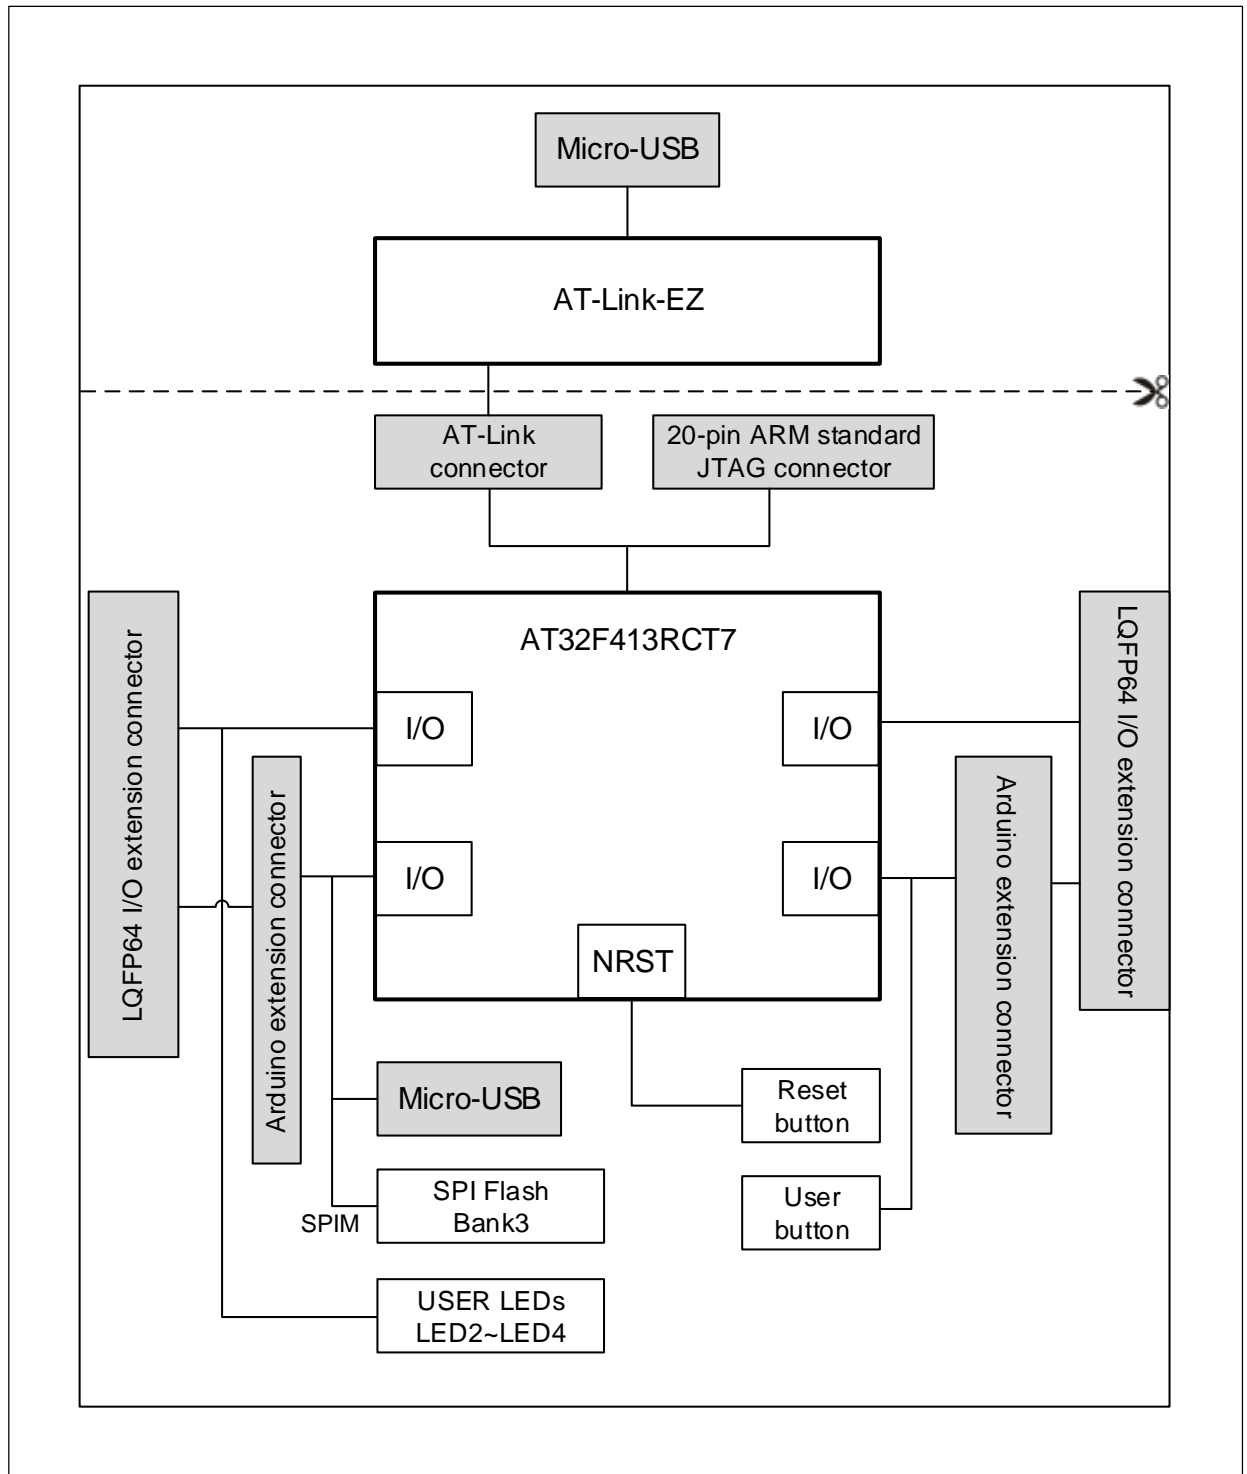 Micro-USB
AT-Link-EZ
AT-Link
connector
20-pin ARM standard
JTAG connector
AT32F413RCT7
LQFP64 I/O extension connector
I/O
I/O
LQFP64 I/O extension connector
Arduino extension connector
I/O
I/O
Arduino extension connector
NRST
Micro-USB
Reset
button
SPI Flash
Bank3
SPIM
User
button
USER LEDs
LED2~LED4